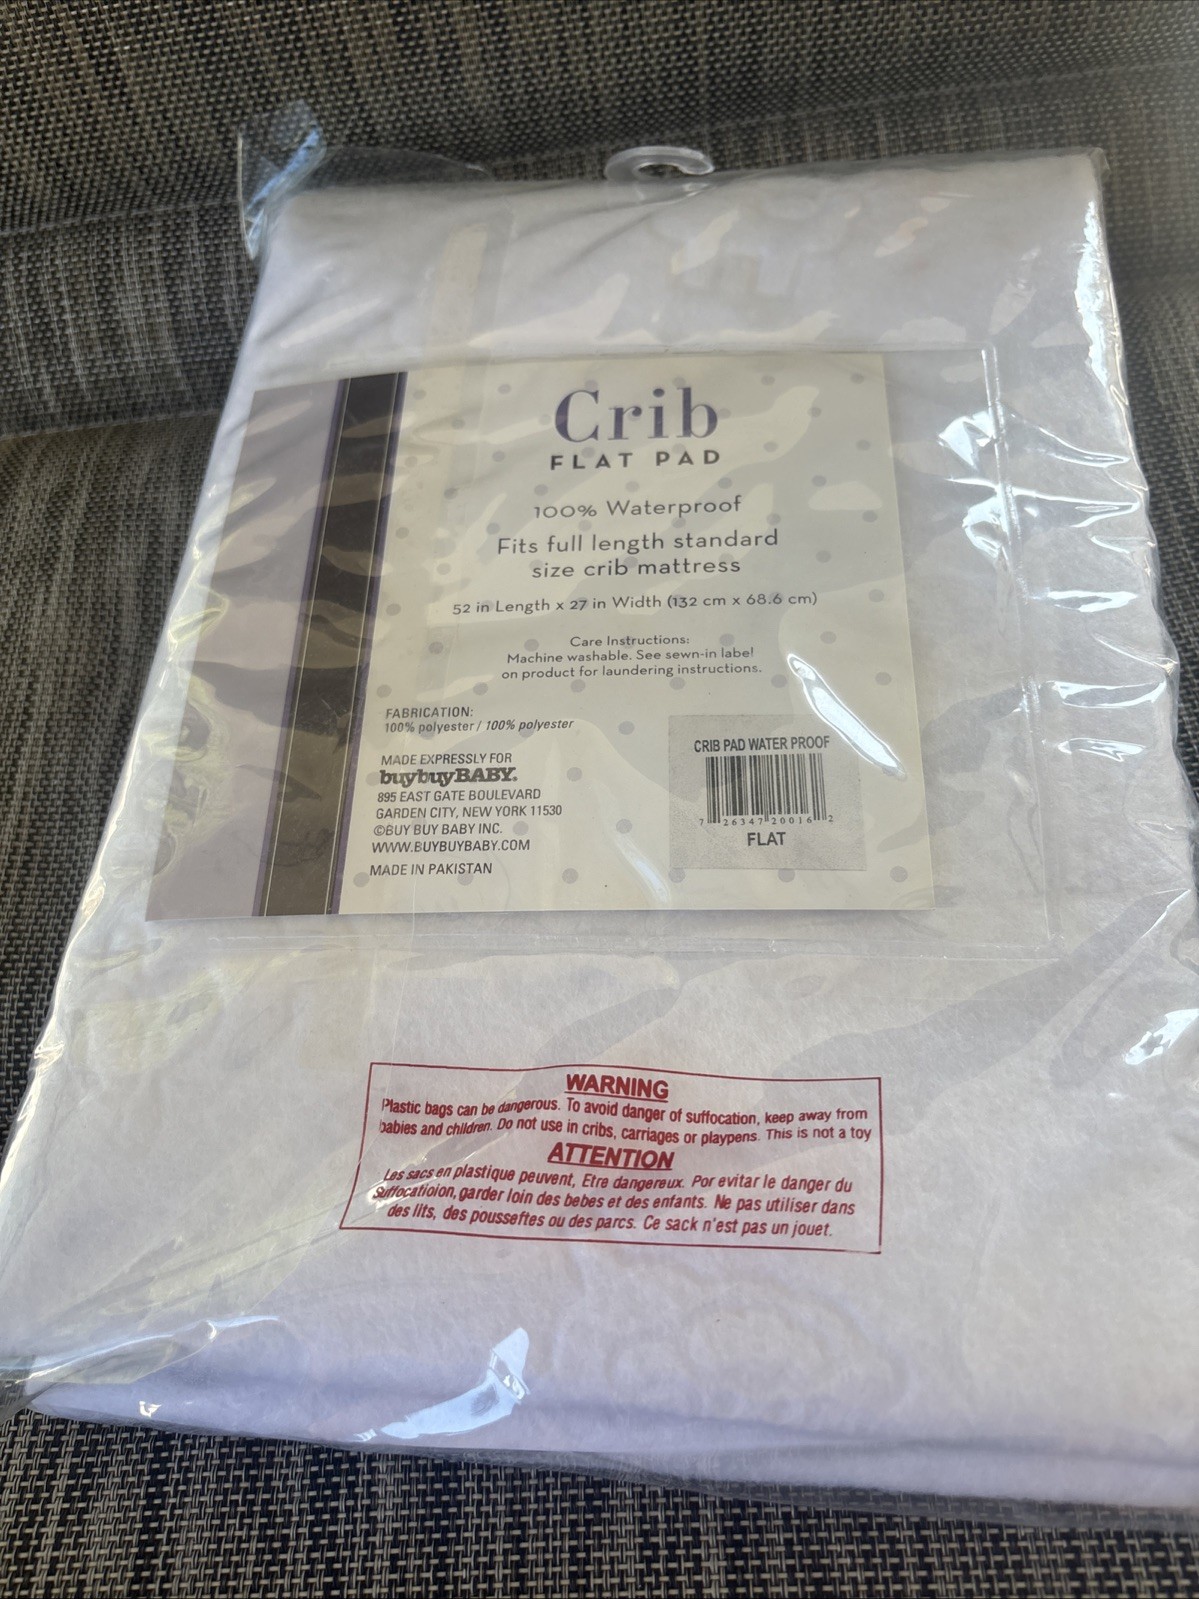 Crib
FLAT PAD
100% Waterproof
Fits full length standard
size crib mattress
52 in Length x 27 in Width (132 cm x 68.6 cm)
Care Instructions:
Machine washable. See sewn-in label
on product for laundering instructions.
FABRICATION:
100% polyester / 100% polyester
MADE EXPRESSLY FOR
buybuyBABY.
895 EAST GATE BOULEVARD
GARDEN CITY, NEW YORK 11530
©BUY BUY BABY INC.
WWW.BUYBUYBABY.COM
MADE IN PAKISTAN
CRIB PAD WATER PROOF
7 26347 20016 2
FLAT
WARNING
Plastic bags can be dangerous. To avoid danger of suffocation, keep away from
babies and children. Do not use in cribs, carriages or playpens. This is not a toy
ATTENTION
Les sacs en plastique peuvent, Etre dangereux. Por evitar le danger du
Suffocatioion, garder loin des bebes et des enfants. Ne pas utiliser dans
des lits, des pousseftes ou des parcs. Ce sack n'est pas un jouet.